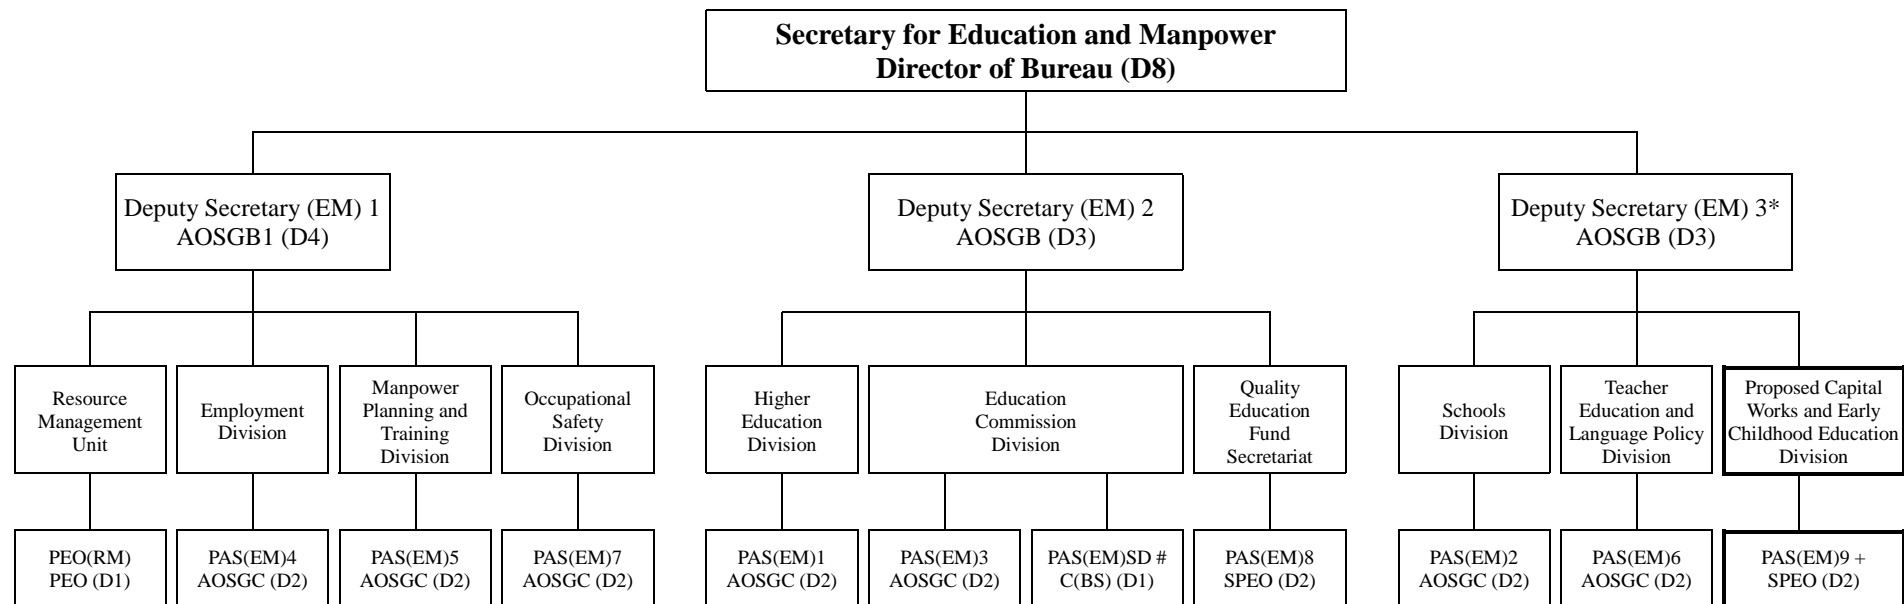 Secretary for Education and Manpower
Director of Bureau (D8)
Deputy Secretary (EM) 1
AOSGB1 (D4)
Deputy Secretary (EM) 2
AOSGB (D3)
Deputy Secretary (EM) 3*
AOSGB (D3)
Resource
Management
Unit
Employment
Division
Manpower
Planning and
Training
Division
Occupational
Safety
Division
Higher
Education
Division
Education
Commission
Division
Quality
Education
Fund
Secretariat
Schools
Division
Teacher
Education and
Language Policy
Division
Proposed Capital
Works and Early
Childhood Education
Division
PEO(RM)
PEO (D1)
PAS(EM)4
AOSGC (D2)
PAS(EM)5
AOSGC (D2)
PAS(EM)7
AOSGC (D2)
PAS(EM)1
AOSGC (D2)
PAS(EM)3
AOSGC (D2)
PAS(EM)SD #
C(BS) (D1)
PAS(EM)8
SPEO (D2)
PAS(EM)2
AOSGC (D2)
PAS(EM)6
AOSGC (D2)
PAS(EM)9 +
SPEO (D2)